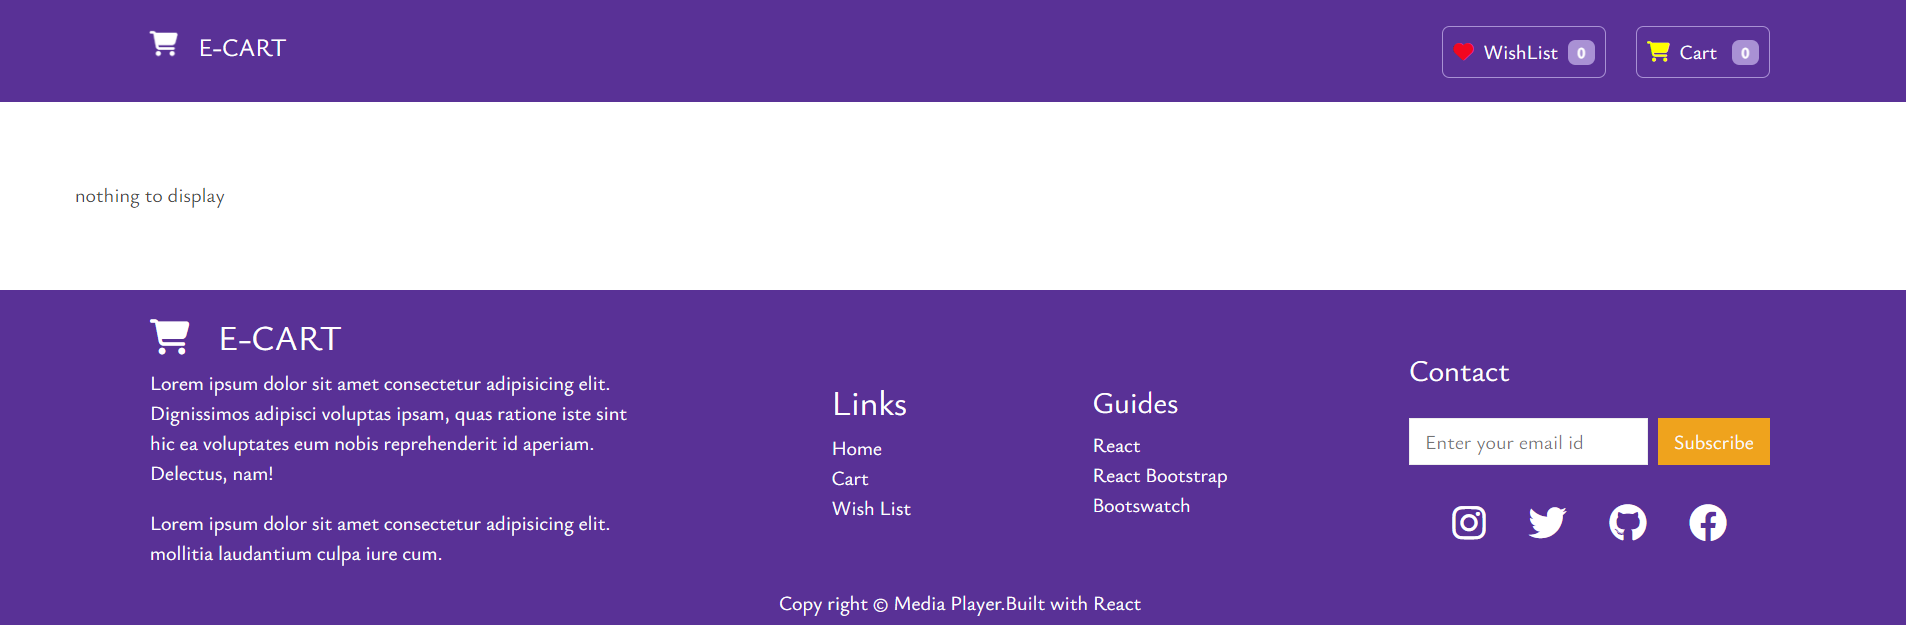 E-CART
WishList 0
Cart 0
nothing to display
E-CART
Lorem ipsum dolor sit amet consectetur adipisicing elit.
Dignissimos adipisci voluptas ipsam, quas ratione iste sint
hic ea voluptates eum nobis reprehenderit id aperiam.
Delectus, nam!
Lorem ipsum dolor sit amet consectetur adipisicing elit.
mollitia laudantium culpa iure cum.
Links
Home
Cart
Wish List
Guides
React
React Bootstrap
Bootswatch
Contact
Enter your email id
Subscribe
Copy right © Media Player.Built with React